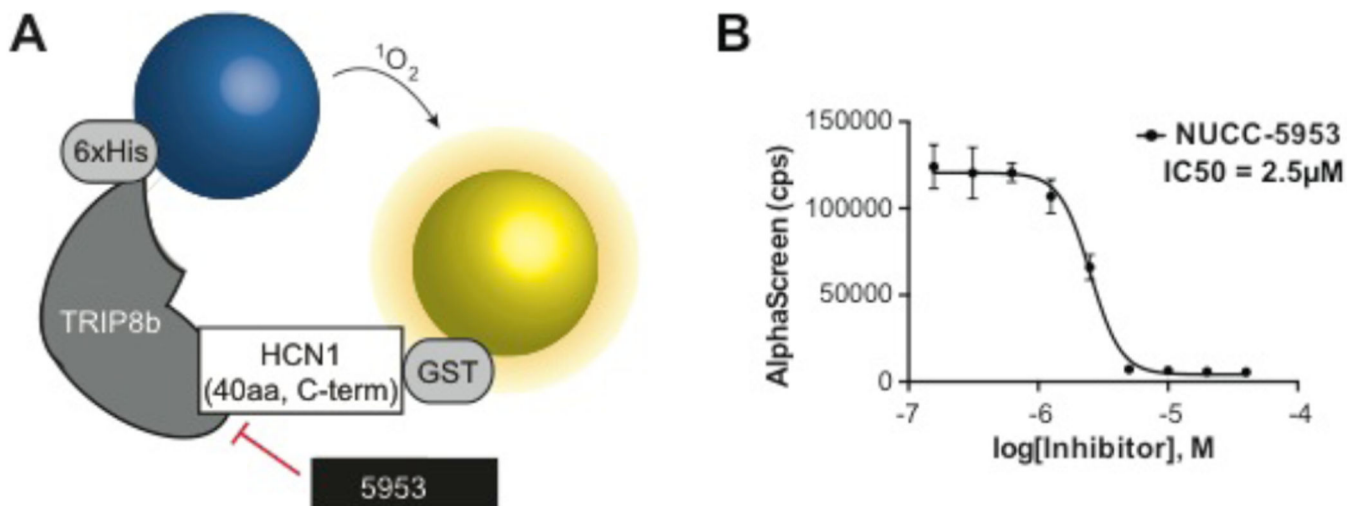 A
¹O₂
6xHis
TRIP8b
HCN1
(40aa, C-term)
GST
5953
B
150000
100000
50000
0
AlphaScreen (cps)
-7
-6
-5
-4
log[Inhibitor], M
NUCC-5953
IC50 = 2.5µM